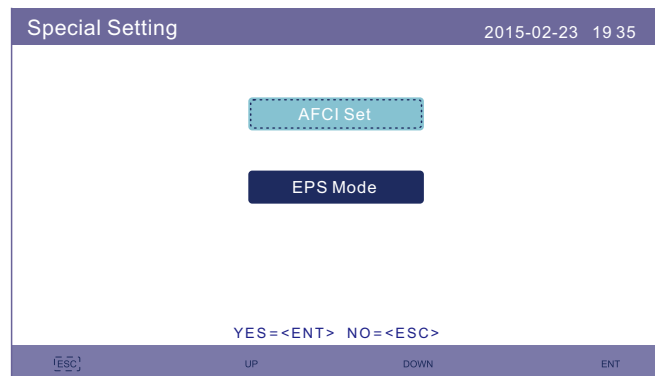 Special Setting 2015-02-23 19 35
AFCI Set
EPS Mode
YES=<ENT> NO=<ESC>
ESC UP DOWN ENT